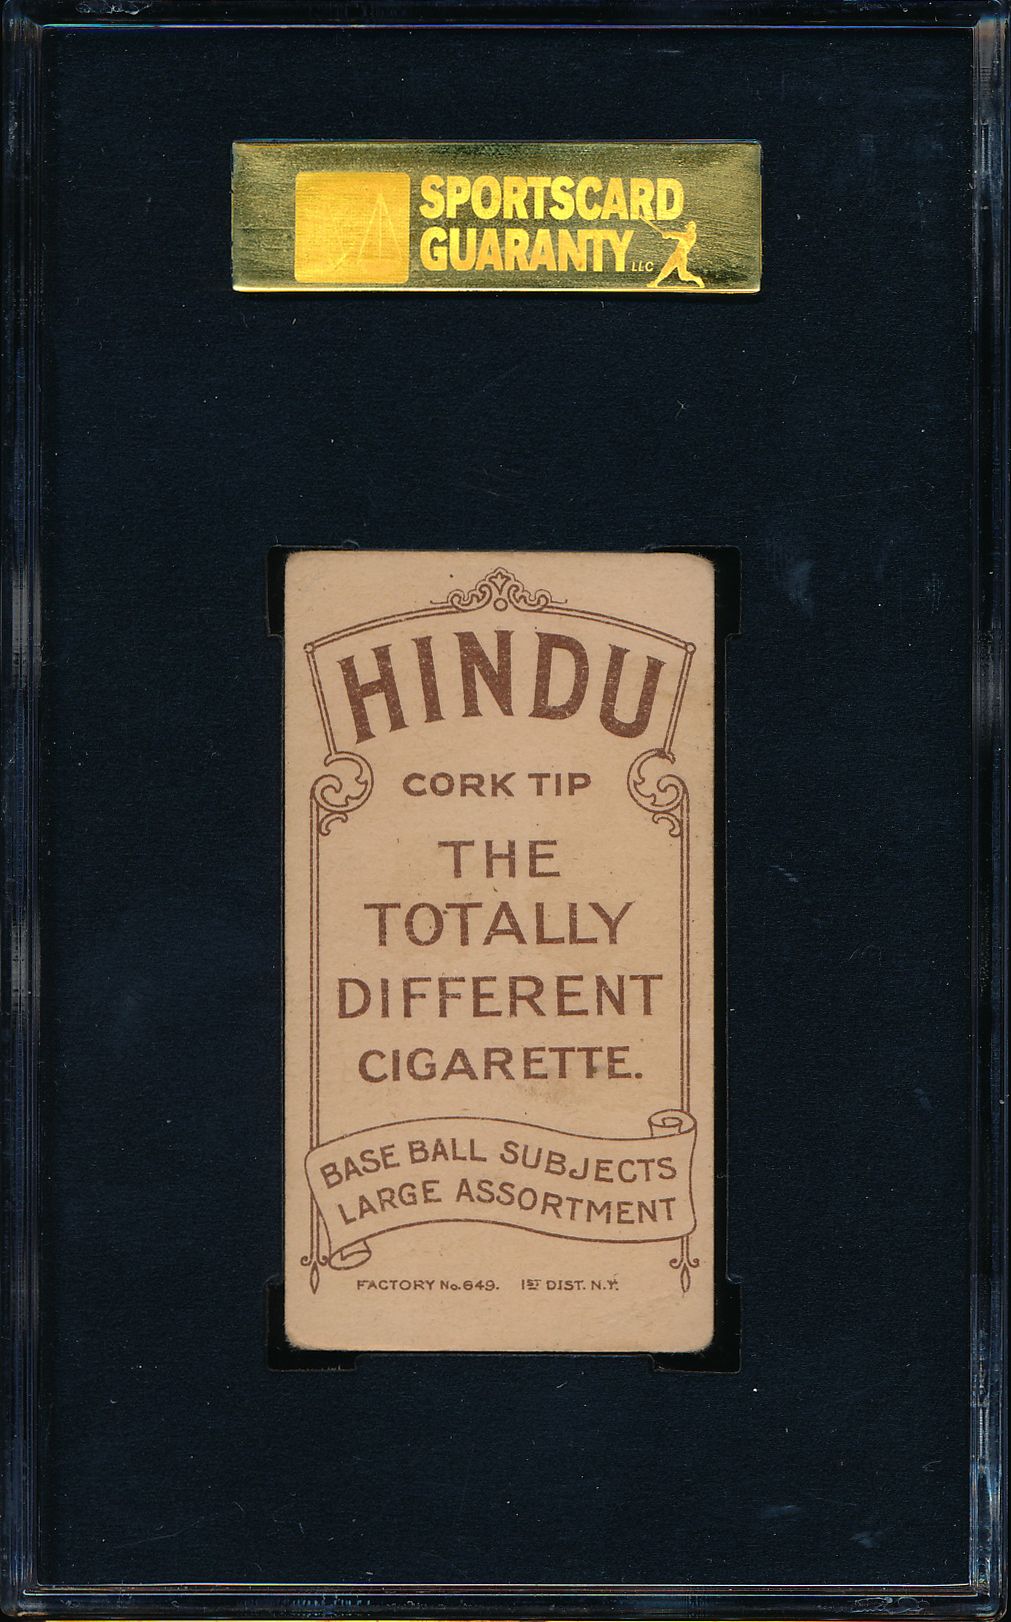 SPORTSCARD
GUARANTY LLC
HINDU
CORK TIP
THE
TOTALLY
DIFFERENT
CIGARETTE.
BASE BALL SUBJECTS
LARGE ASSORTMENT
FACTORY No. 649. 1ST DIST. N.Y.